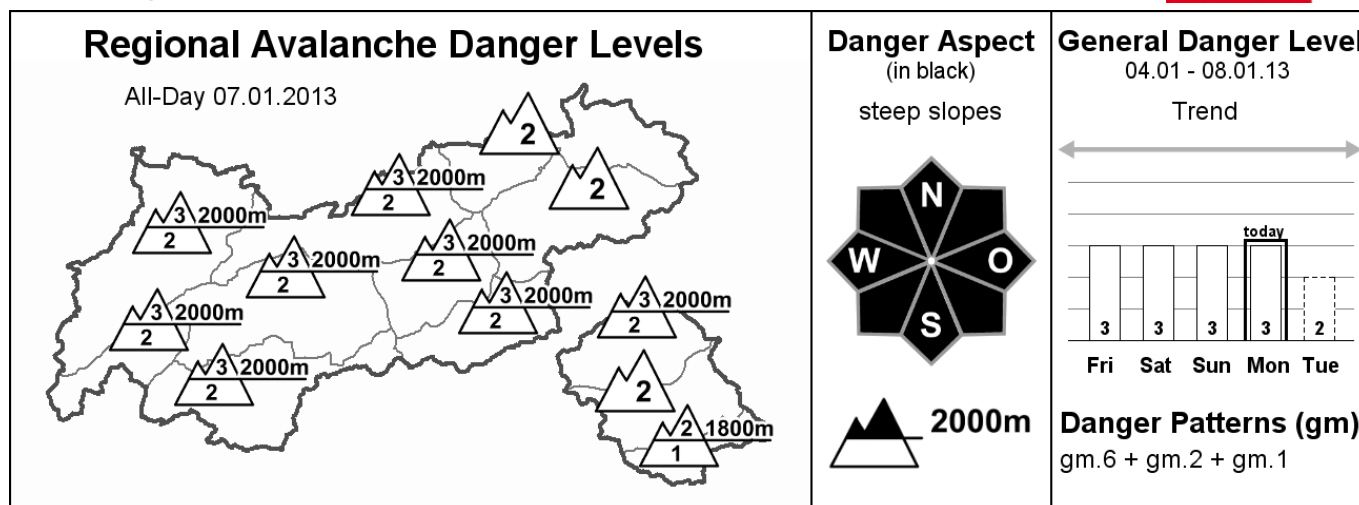 Regional Avalanche Danger Levels
All-Day 07.01.2013
2
2
3 2000m
2
3 2000m
2
3 2000m
2
3 2000m
2
3 2000m
2
3 2000m
2
3 2000m
2
3 2000m
2
2
2 1800m
1
Danger Aspect
(in black)
steep slopes
N
W
O
S
2000m
General Danger Level
04.01 - 08.01.13
Trend
today
3 3 3 3 2
Fri Sat Sun Mon Tue
Danger Patterns (gm)
gm.6 + gm.2 + gm.1